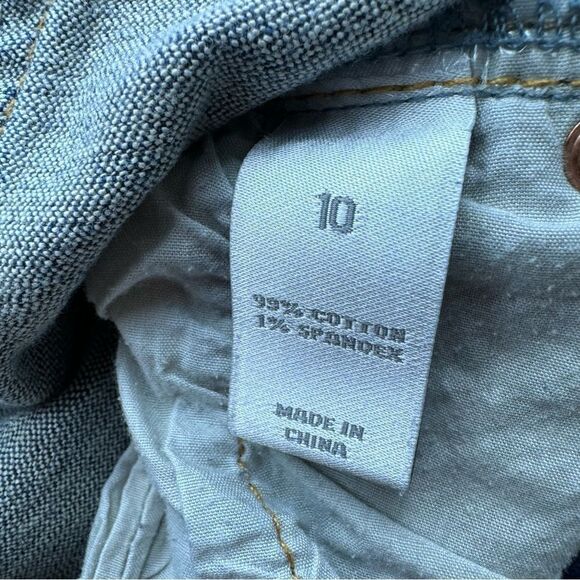 10
99% COTTON
1% SPANDEX
MADE IN
CHINA